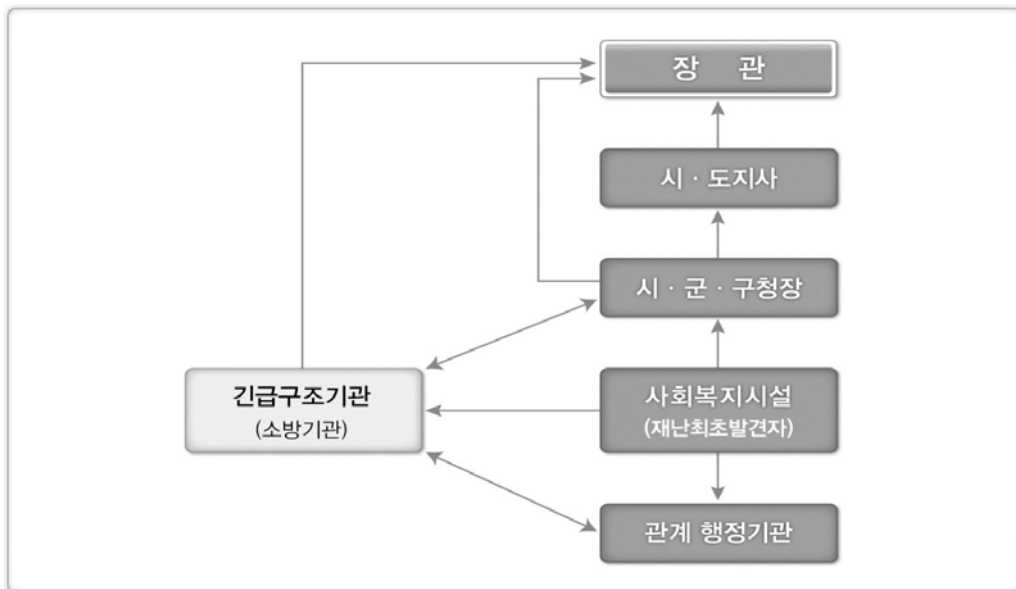 장 관
시 · 도지사
시 · 군 · 구청장
긴급구조기관
(소방기관)
사회복지시설
(재난최초발견자)
관계 행정기관